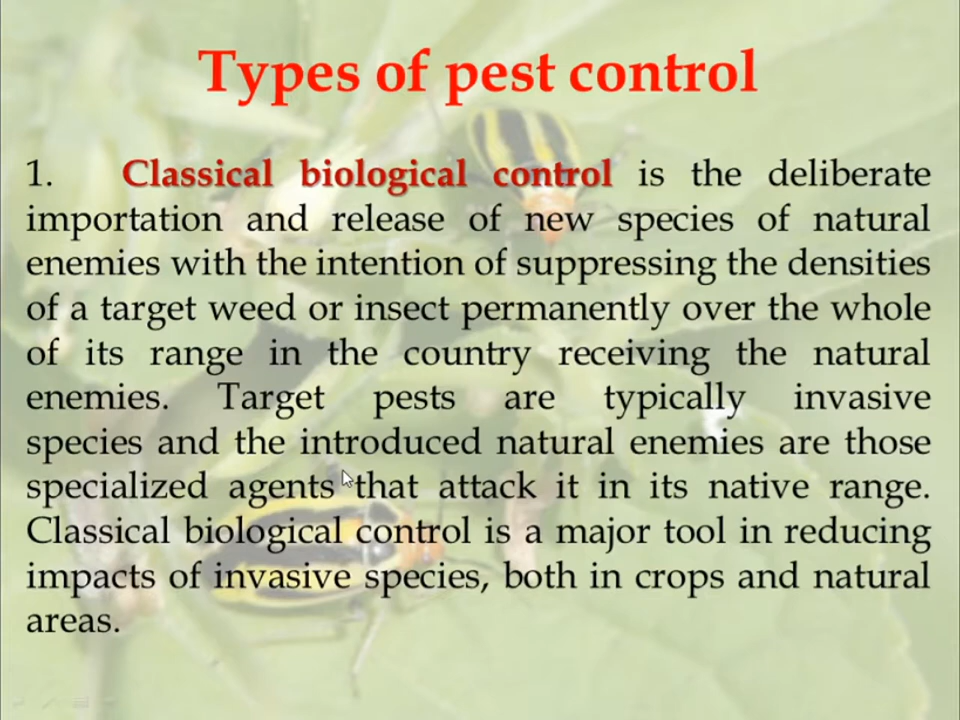 Types of pest control
1. Classical biological control is the deliberate
importation and release of new species of natural
enemies with the intention of suppressing the densities
of a target weed or insect permanently over the whole
of its range in the country receiving the natural
enemies. Target pests are typically invasive
species and the introduced natural enemies are those
specialized agents that attack it in its native range.
Classical biological control is a major tool in reducing
impacts of invasive species, both in crops and natural
areas.